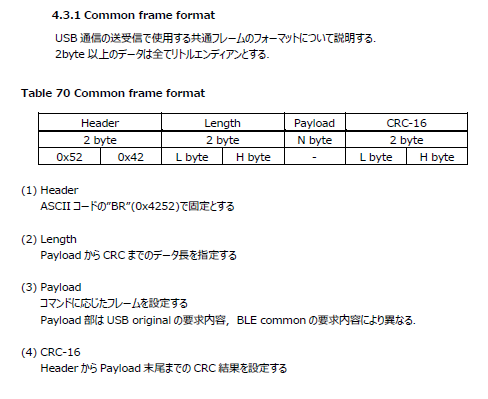 4.3.1 Common frame format
USB 通信の送受信で使用する共通フレームのフォーマットについて説明する.
2byte 以上のデータは全てリトルエンディアンとする.
Table 70 Common frame format
Header Length Payload CRC-16
2 byte 2 byte N byte 2 byte
0x52 0x42 L byte H byte - L byte H byte
(1) Header
ASCII コードの"BR"(0x4252)で固定とする
(2) Length
Payload から CRC までのデータ長を指定する
(3) Payload
コマンドに応じたフレームを設定する
Payload 部は USB original の要求内容，BLE common の要求内容により異なる.
(4) CRC-16
Header から Payload 末尾までの CRC 結果を設定する